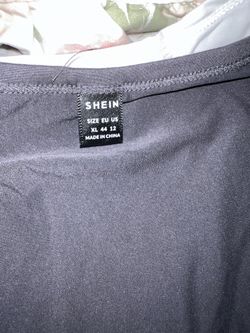 SHEIN
SIZE EU US
XL 44 12
MADE IN CHINA